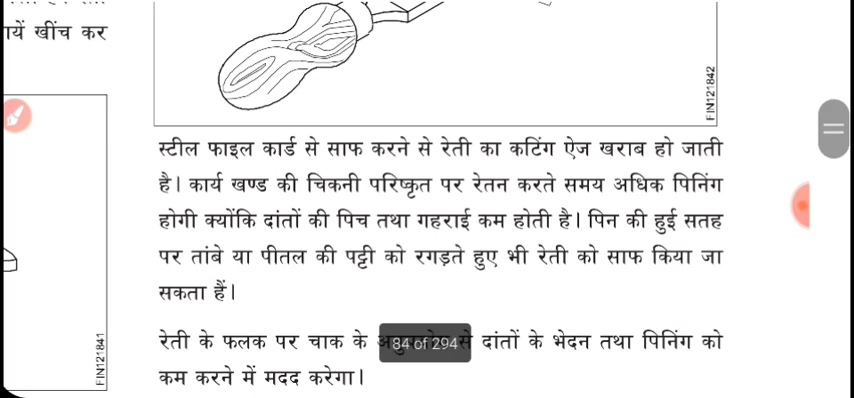 ायें खींच कर
FIN121842
स्टील फाइल कार्ड से साफ करने से रेती का कटिंग ऐज खराब हो जाती
है। कार्य खण्ड की चिकनी परिष्कृत पर रेतन करते समय अधिक पिनिंग
होगी क्योंकि दांतों की पिच तथा गहराई कम होती है। पिन की हुई सतह
पर तांबे या पीतल की पट्टी को रगड़ते हुए भी रेती को साफ किया जा
सकता हैं।
रेती के फलक पर चाक के से दांतों के भेदन तथा पिनिंग को
84 of 294
कम करने में मदद करेगा।
FIN121841